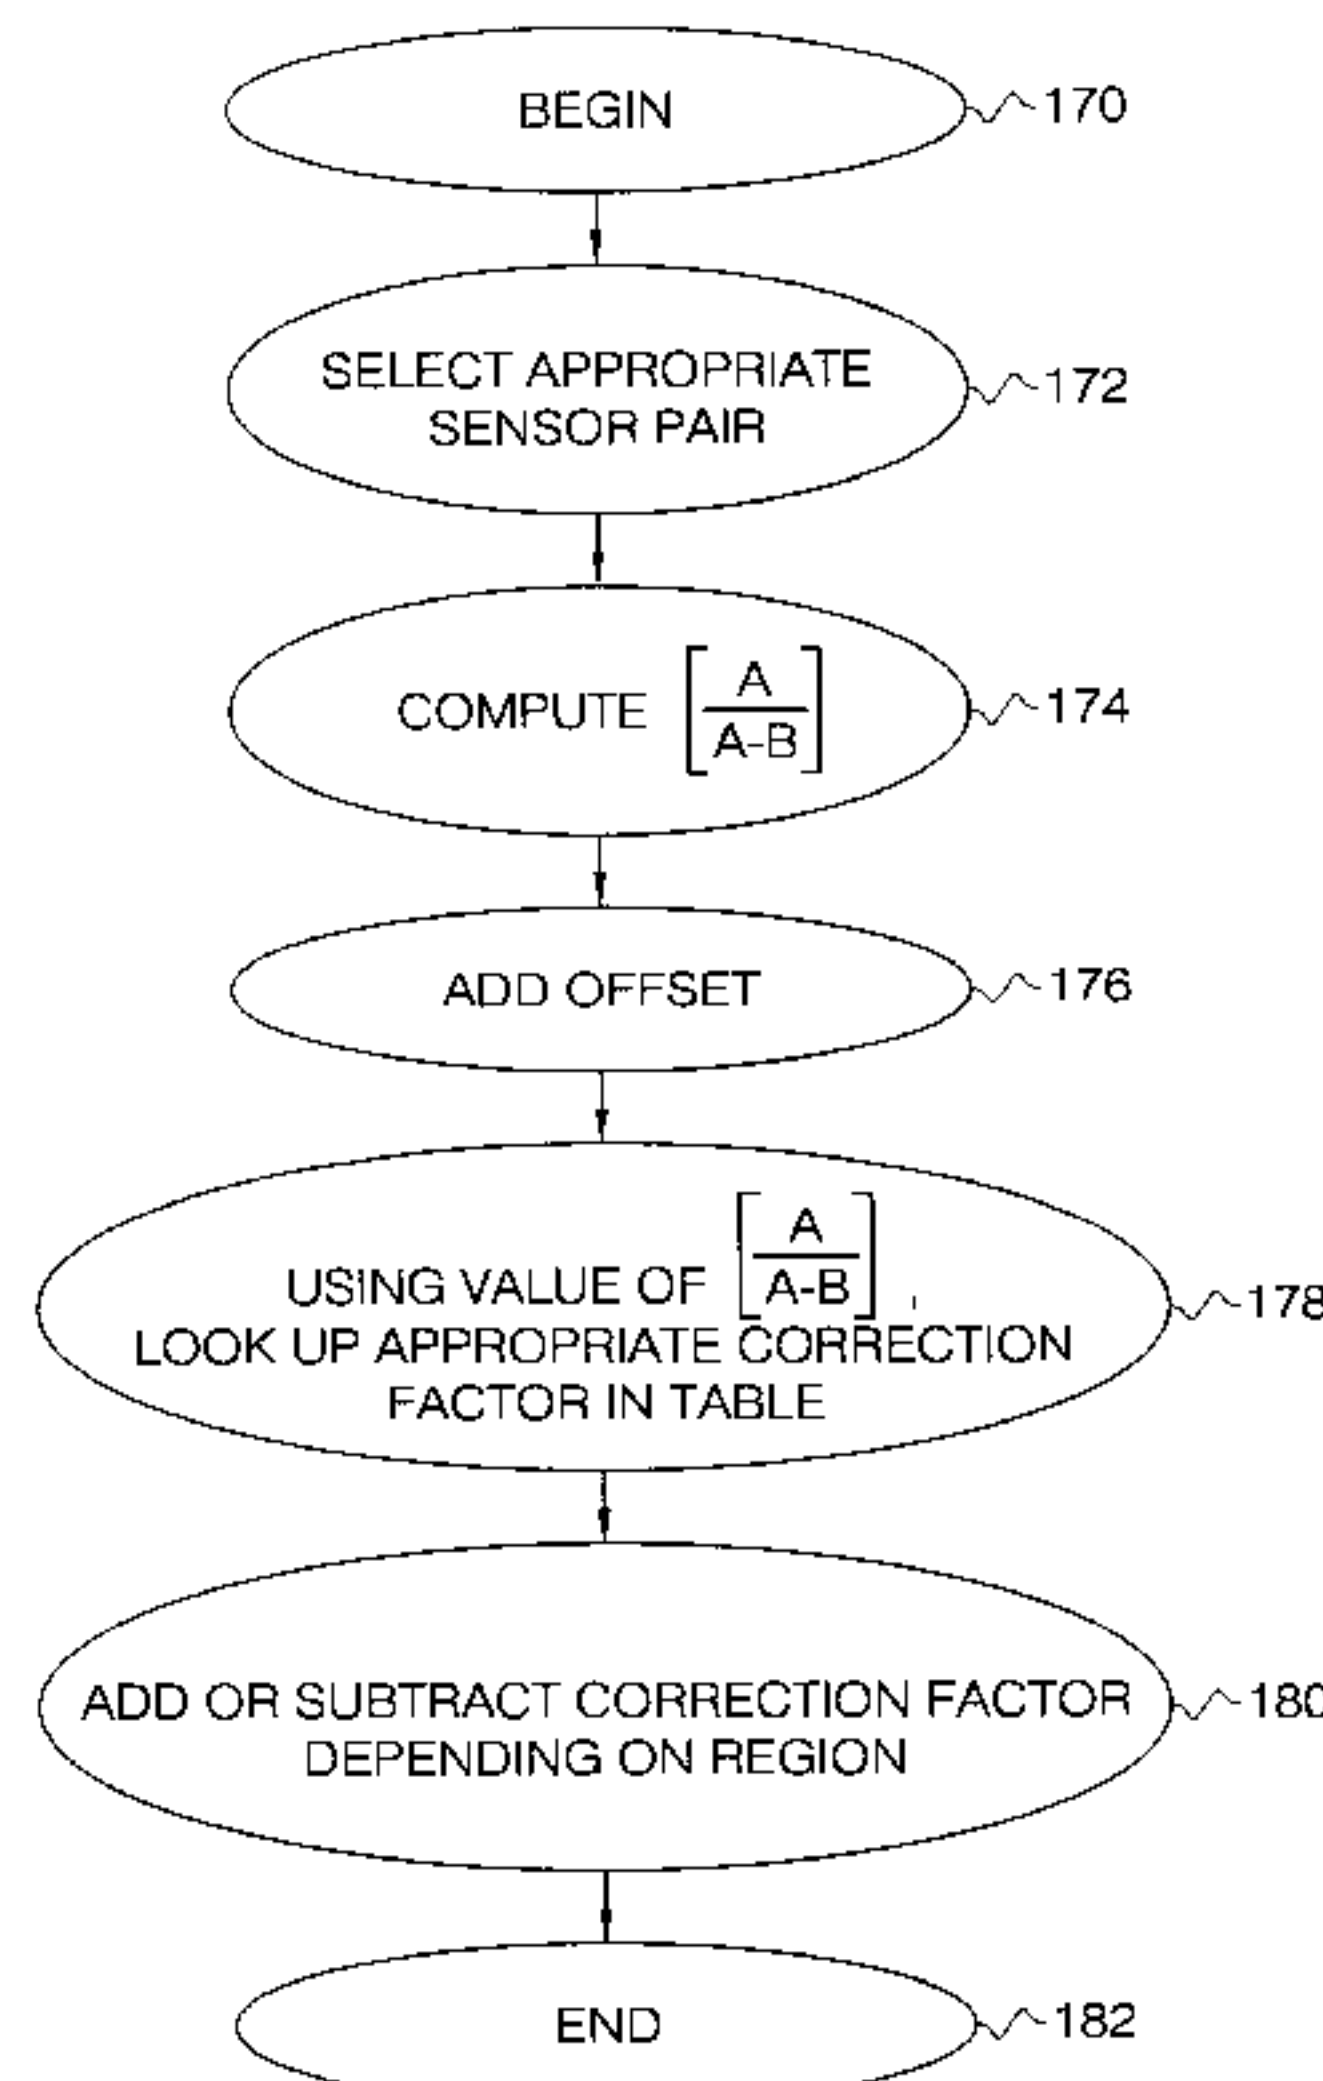 BEGIN
170
SELECT APPROPRIATE
SENSOR PAIR
172
COMPUTE [A/A-B]
174
ADD OFFSET
176
USING VALUE OF [A/A-B],
LOOK UP APPROPRIATE CORRECTION
FACTOR IN TABLE
178
ADD OR SUBTRACT CORRECTION FACTOR
DEPENDING ON REGION
180
END
182